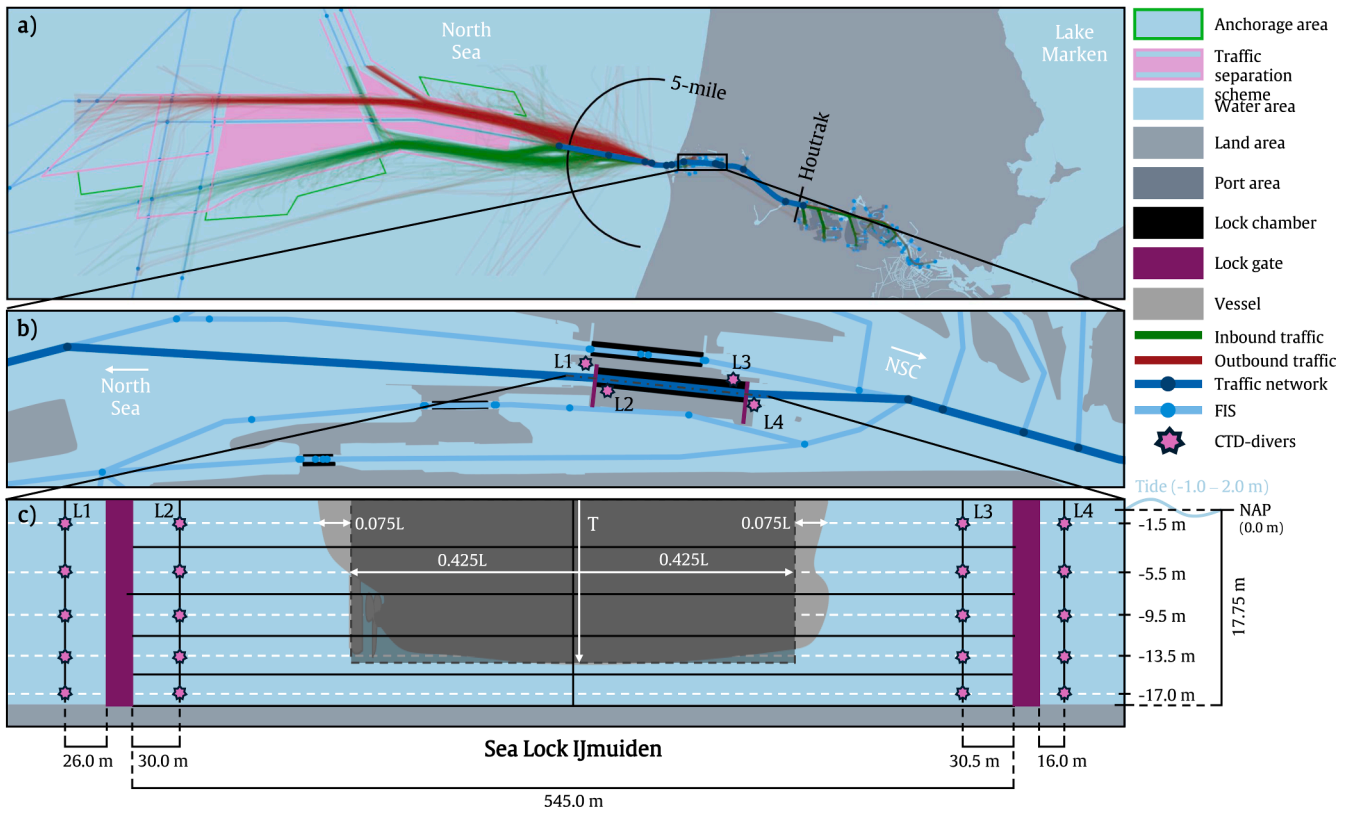 a)
North
Sea
Lake
Marken
5-mile
Houtrak
b)
L1
L3
L2
L4
North
Sea
NSC
c)
L1
L2
0.075L
T
0.075L
0.425L
0.425L
L3
L4
Anchorage area
Traffic
separation
scheme
Water area
Land area
Port area
Lock chamber
Lock gate
Vessel
Inbound traffic
Outbound traffic
Traffic network
FIS
CTD-divers
Tide (-1.0 – 2.0 m)
NAP
(0.0 m)
-1.5 m
-5.5 m
-9.5 m
-13.5 m
-17.0 m
17.75 m
26.0 m
30.0 m
Sea Lock IJmuiden
30.5 m
16.0 m
545.0 m